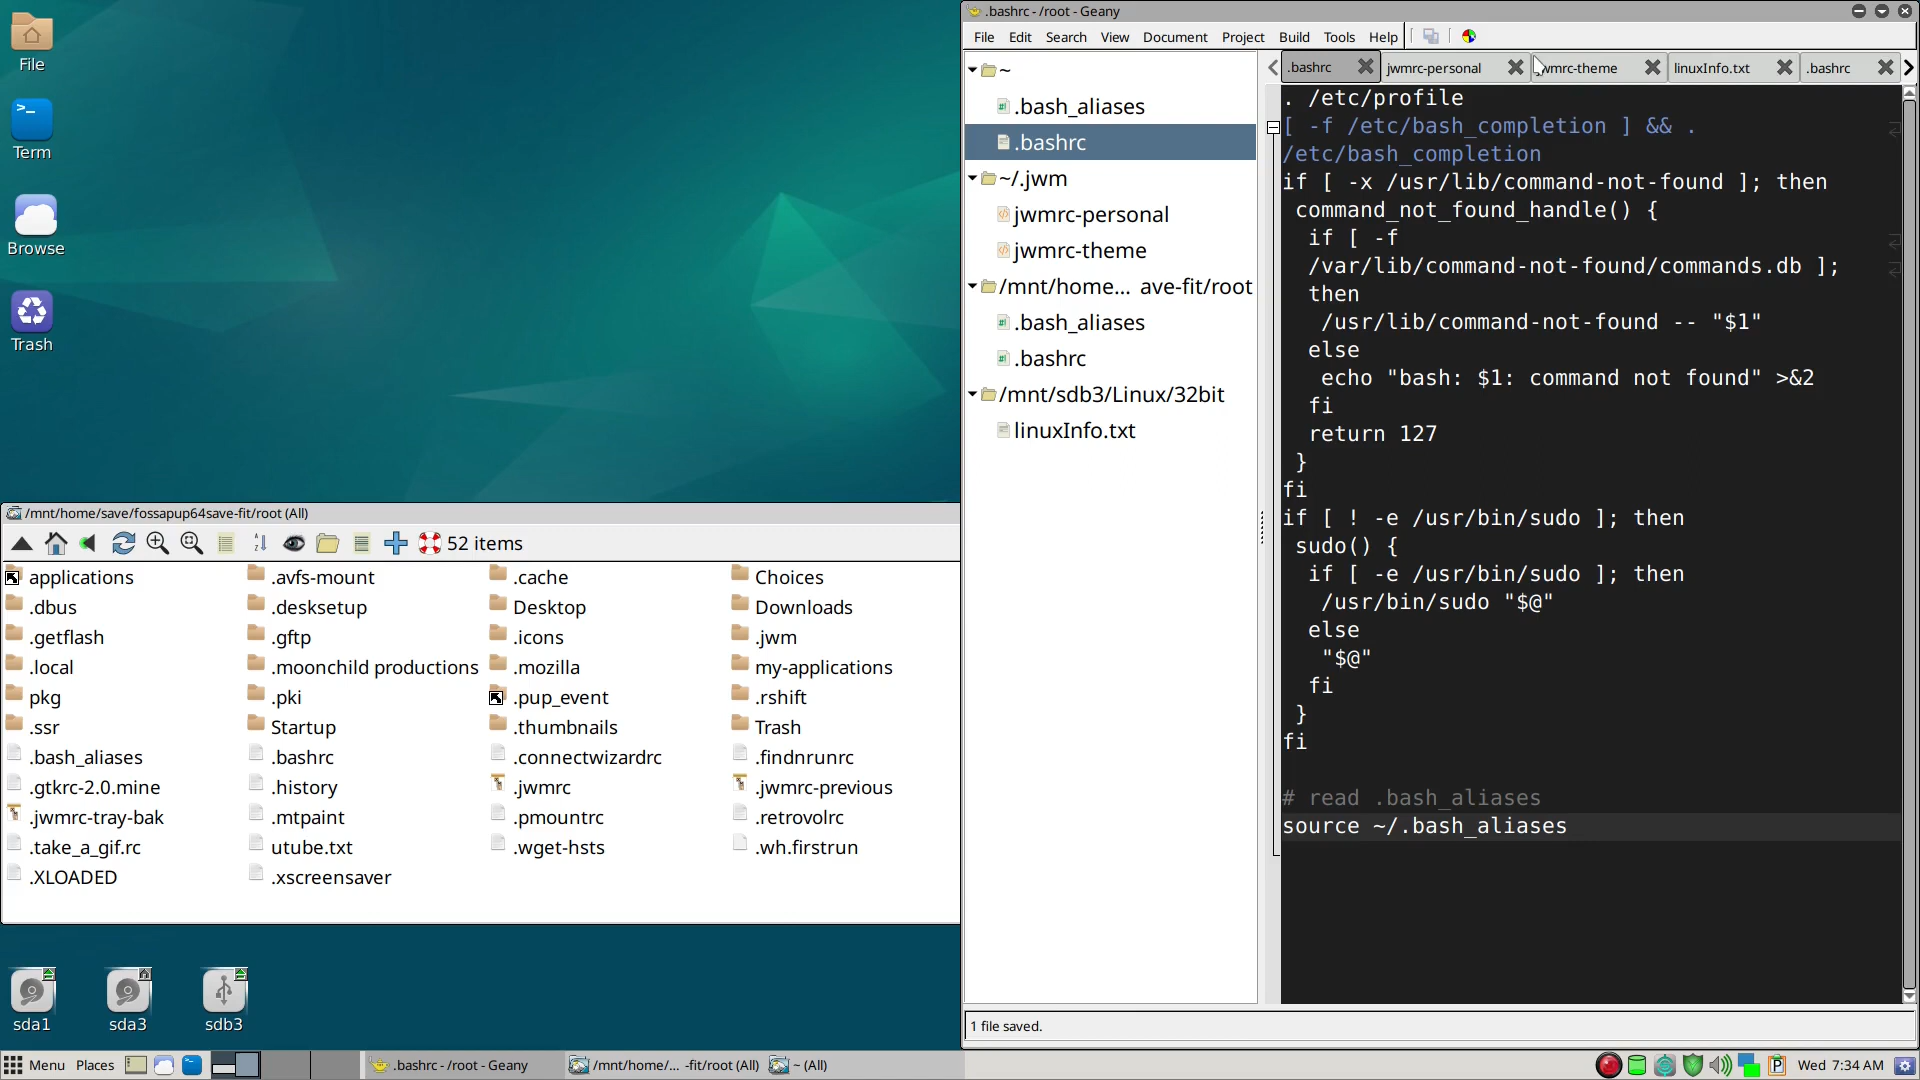 File
Term
Browse
Trash
/mnt/home/save/fossapup64save-fit/root (All)
52 items
applications .avfs-mount .cache Choices
.dbus .desksetup Desktop Downloads
.getflash .gftp .icons .jwm
.local .moonchild productions .mozilla my-applications
pkg .pki .pup_event .rshift
.ssr Startup .thumbnails Trash
.bash_aliases .bashrc .connectwizardrc .findnrunrc
.gtkrc-2.0.mine .history .jwmrc .jwmrc-previous
.jwmrc-tray-bak .mtpaint .pmountrc .retrovolrc
.take_a_gif.rc utube.txt .wget-hsts .wh.firstrun
.XLOADED .xscreensaver
sda1 sda3 sdb3
.bashrc - /root - Geany
File Edit Search View Document Project Build Tools Help
~
.bash_aliases
.bashrc
~/.jwm
jwmrc-personal
jwmrc-theme
/mnt/home... ave-fit/root
.bash_aliases
.bashrc
/mnt/sdb3/Linux/32bit
linuxInfo.txt
.bashrc jwmrc-personal jwmrc-theme linuxInfo.txt .bashrc
. /etc/profile
[ -f /etc/bash_completion ] && .
/etc/bash_completion
if [ -x /usr/lib/command-not-found ]; then
command_not_found_handle() {
if [ -f
/var/lib/command-not-found/commands.db ];
then
/usr/lib/command-not-found -- "$1"
else
echo "bash: $1: command not found" >&2
fi
return 127
}
fi
if [ ! -e /usr/bin/sudo ]; then
sudo() {
if [ -e /usr/bin/sudo ]; then
/usr/bin/sudo "$@"
else
"$@"
fi
}
fi
# read .bash_aliases
source ~/.bash_aliases
1 file saved.
Menu Places .bashrc - /root - Geany /mnt/home/... -fit/root (All) ~ (All) Wed 7:34 AM